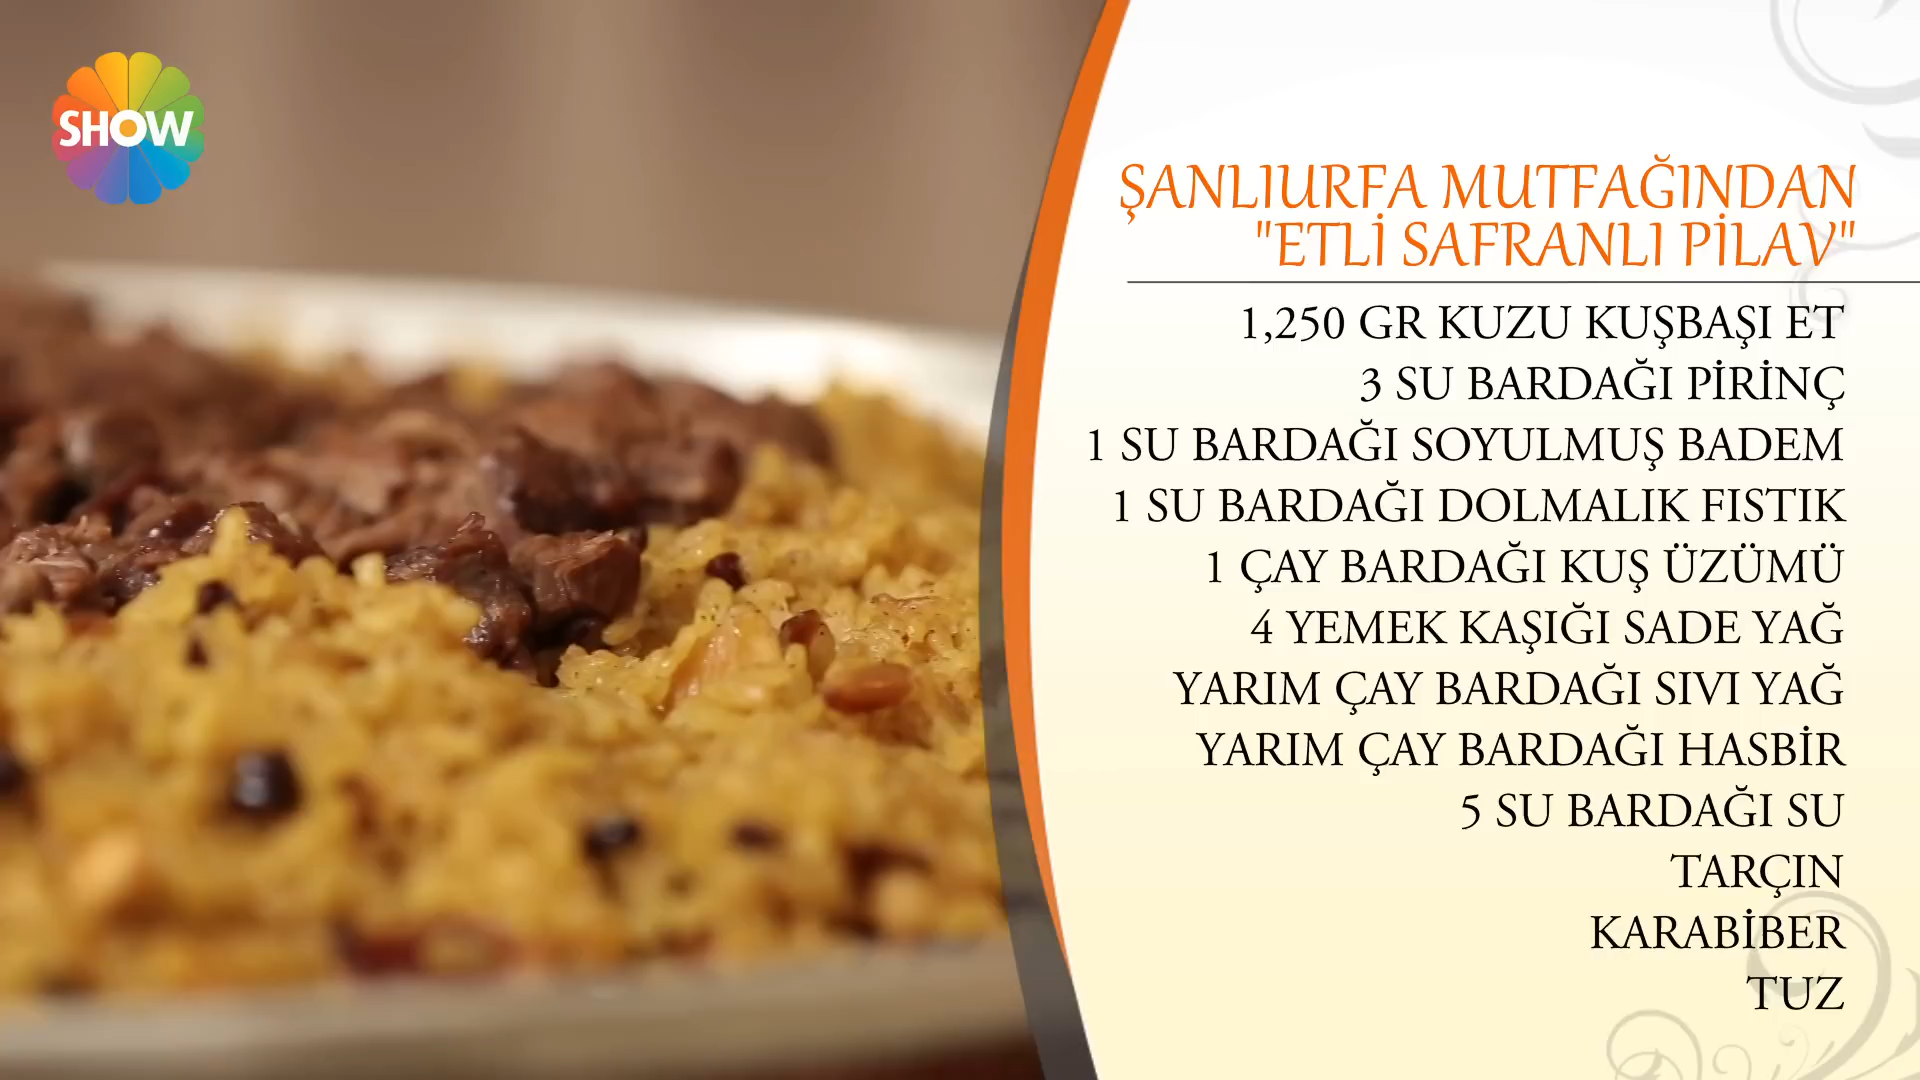 SHOW
ŞANLIURFA MUTFAĞINDAN
"ETLİ SAFRANLI PİLAV"
1,250 GR KUZU KUŞBAŞI ET
3 SU BARDAĞI PİRİNÇ
1 SU BARDAĞI SOYULMUŞ BADEM
1 SU BARDAĞI DOLMALIK FISTIK
1 ÇAY BARDAĞI KUŞ ÜZÜMÜ
4 YEMEK KAŞIĞI SADE YAĞ
YARIM ÇAY BARDAĞI SIVI YAĞ
YARIM ÇAY BARDAĞI HASBİR
5 SU BARDAĞI SU
TARÇIN
KARABİBER
TUZ